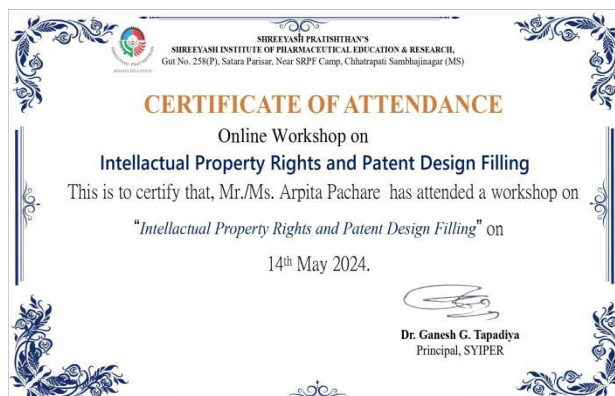 SHREEYASH PRATISHTHAN'S
SHREEYASH INSTITUTE OF PHARMACEUTICAL EDUCATION & RESEARCH,
Gut No. 258(P), Satara Parisar, Near SRPF Camp, Chhatrapati Sambhajinagar (MS)
SHREEYASH PRATISHTHAN
CERTIFICATE OF ATTENDANCE
Online Workshop on
Intellactual Property Rights and Patent Design Filling
This is to certify that, Mr./Ms. Arpita Pachare has attended a workshop on
“Intellactual Property Rights and Patent Design Filling” on
14th May 2024.
Dr. Ganesh G. Tapadiya
Principal, SYIPER